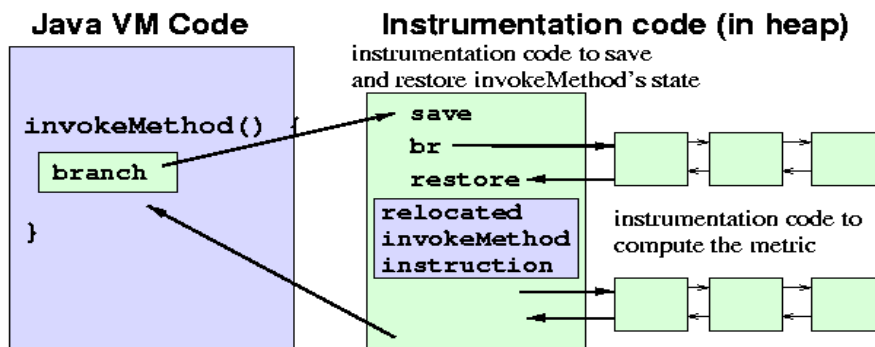 Java VM Code
Instrumentation code (in heap)
instrumentation code to save
and restore invokeMethod's state
invokeMethod() {
branch
}
save
br
restore
relocated
invokeMethod
instruction
instrumentation code to
compute the metric